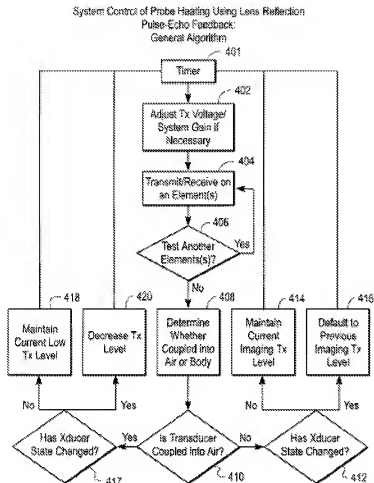 System Control of Probe Heating Using Lens Reflection
Pulse-Echo Feedback:
General Algorithm
401
Timer
402
Adjust Tx Voltage/
System Gain if
Necessary
404
Transmit/Receive on
an Element(s)
406
Test Another
Elements(s)?
Yes
No
418
Maintain
Current Low
Tx Level
420
Decrease Tx
Level
408
Determine
Whether
Coupled into
Air or Body
414
Maintain
Current
Imaging Tx
Level
416
Default to
Previous
Imaging Tx
Level
No
Yes
No
Yes
Has Xducar
State Changed?
417
Yes
Is Transducer
Coupled into Air?
410
No
Has Xducar
State Changed?
412